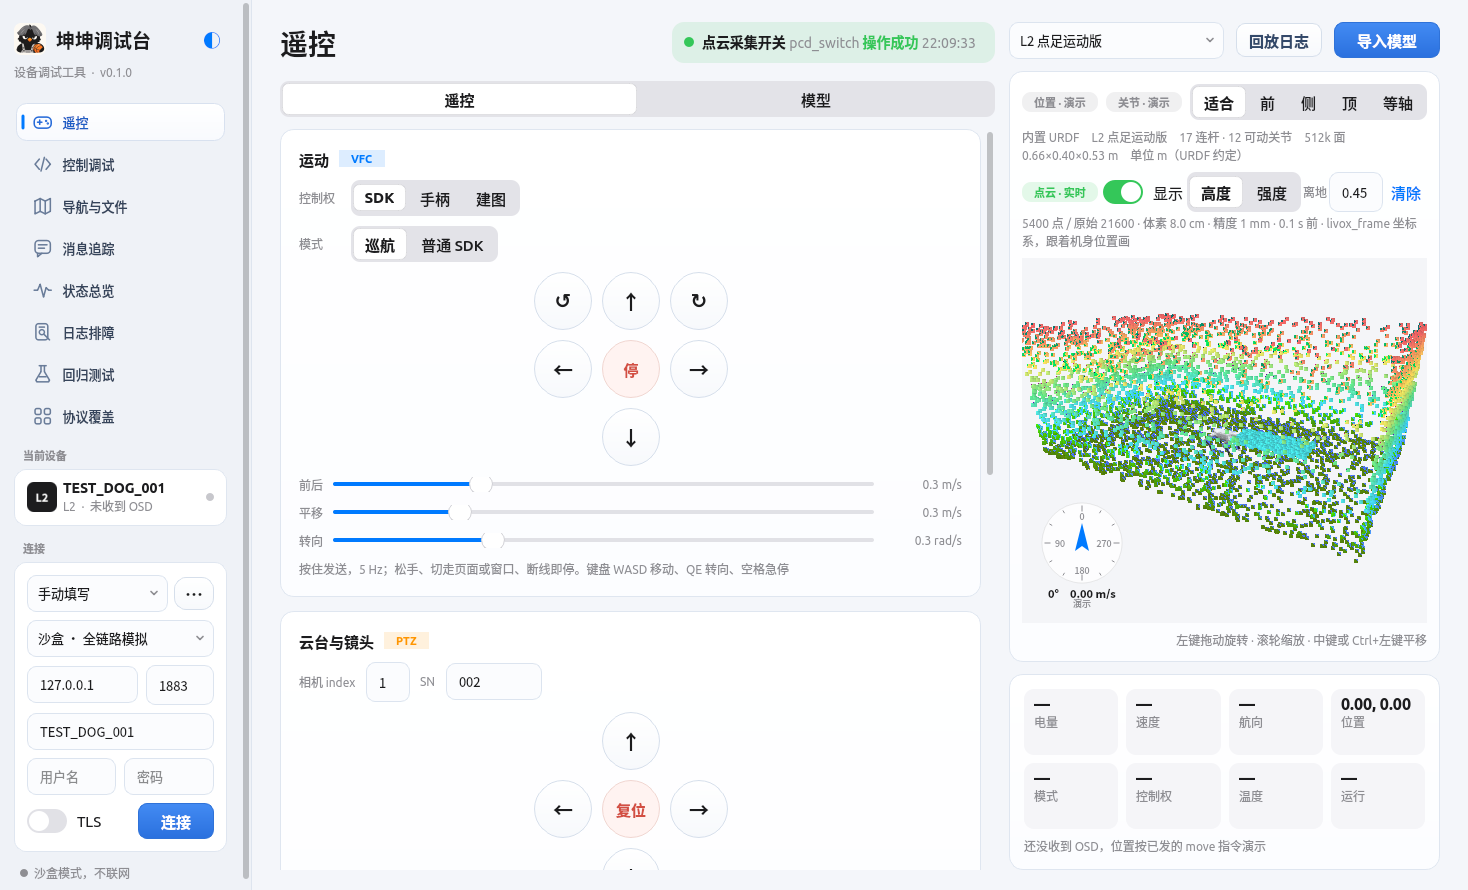 坤坤调试台
设备调试工具 · v0.1.0
遥控
控制调试
导航与文件
消息追踪
状态总览
日志排障
回归测试
协议覆盖
当前设备
L2
TEST_DOG_001
L2 · 未收到 OSD
连接
手动填写
沙盒 · 全链路模拟
127.0.0.1
1883
TEST_DOG_001
用户名
密码
TLS
连接
沙盒模式，不联网
遥控
点云采集开关 pcd_switch 操作成功 22:09:33
遥控
模型
运动 VFC
控制权 SDK 手柄 建图
模式 巡航 普通 SDK
↺ ↑ ↻
← 停 →
↓
前后 0.3 m/s
平移 0.3 m/s
转向 0.3 rad/s
按住发送，5 Hz；松手、切走页面或窗口、断线即停。键盘 WASD 移动、QE 转向、空格急停
云台与镜头 PTZ
相机 index 1 SN 002
↑
← 复位 →
L2 点足运动版
回放日志
导入模型
位置 · 演示 关节 · 演示 适合 前 侧 顶 等轴
内置 URDF L2 点足运动版 17 连杆 · 12 可动关节 512k 面
0.66×0.40×0.53 m 单位 m（URDF 约定）
点云 · 实时 显示 高度 强度 离地 0.45 清除
5400 点 / 原始 21600 · 体素 8.0 cm · 精度 1 mm · 0.1 s 前 · livox_frame 坐标
系，跟着机身位置画
0
90 270
180
0° 0.00 m/s
演示
左键拖动旋转 · 滚轮缩放 · 中键或 Ctrl+左键平移
— — — 0.00, 0.00
电量 速度 航向 位置
— — — —
模式 控制权 温度 运行
还没收到 OSD，位置按已发的 move 指令演示